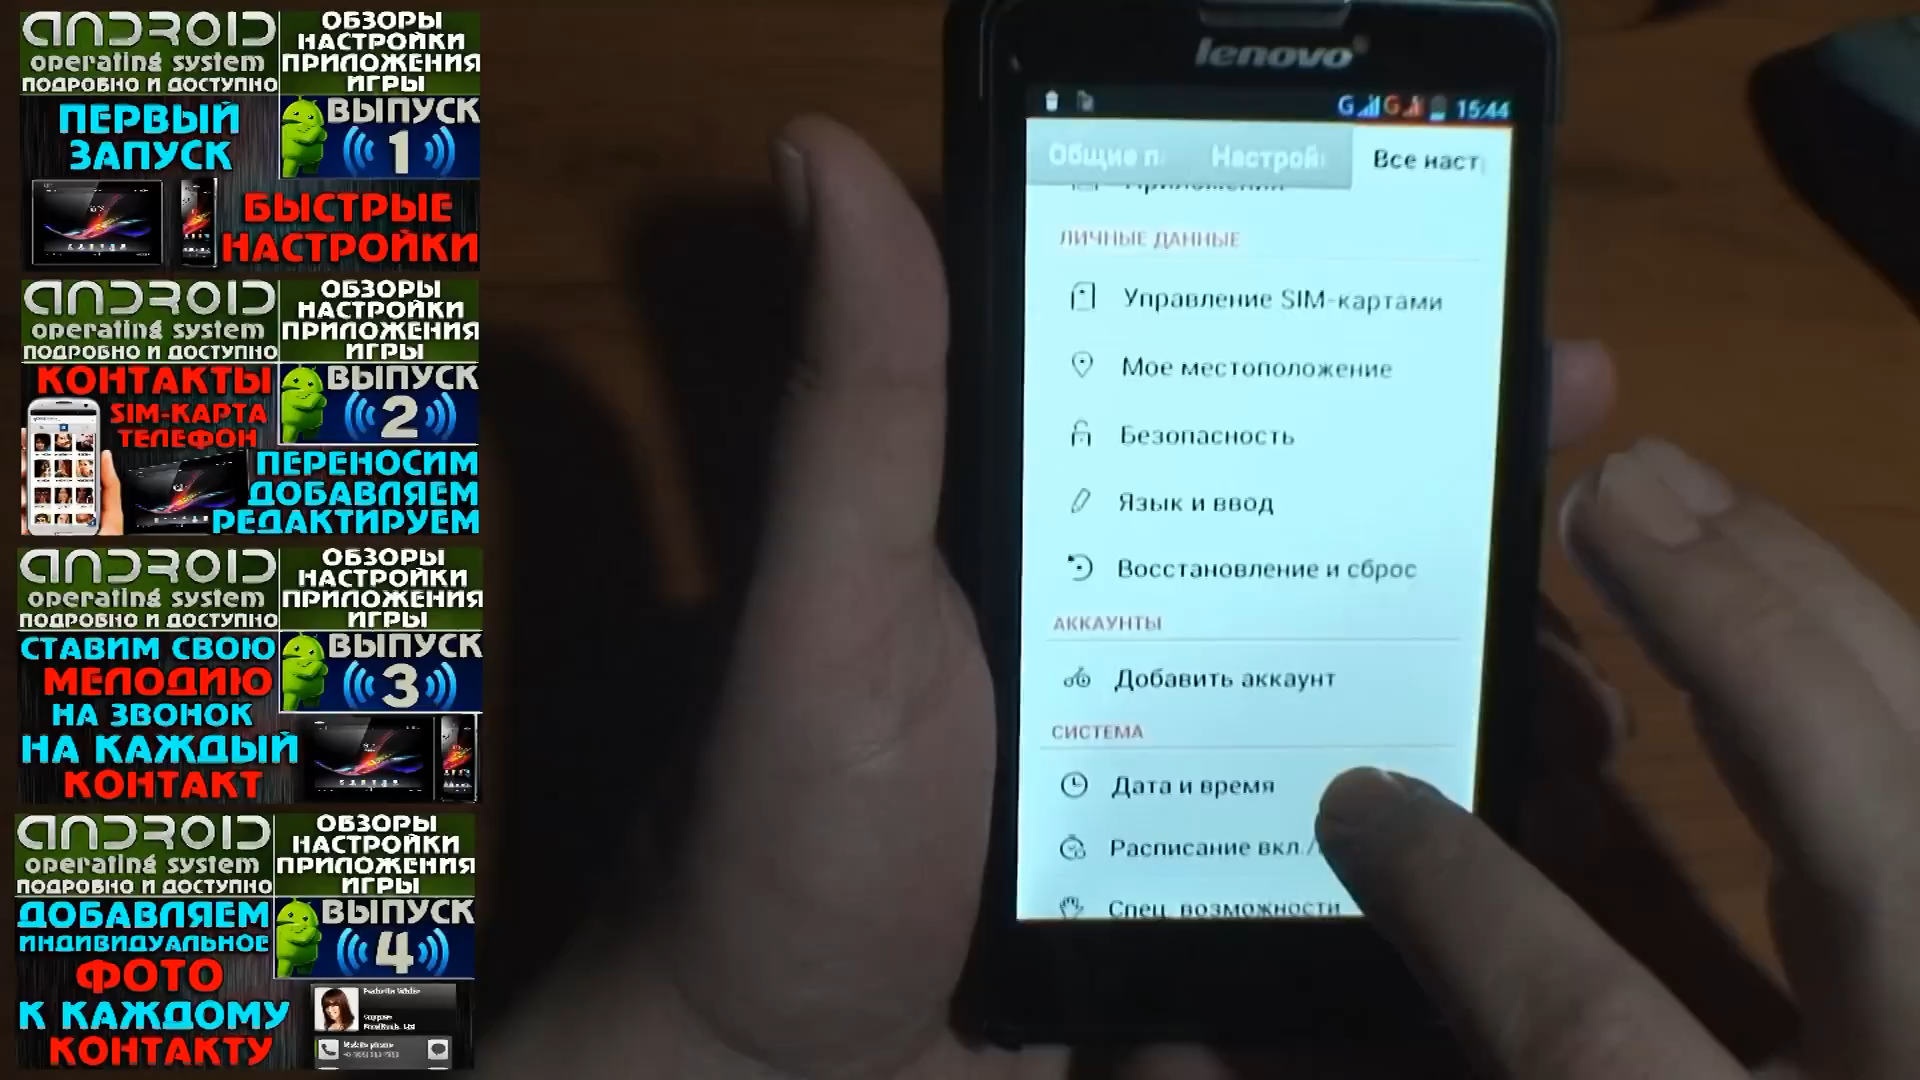 ANDROID
operating system
ПОДРОБНО И ДОСТУПНО
ОБЗОРЫ
НАСТРОЙКИ
ПРИЛОЖЕНИЯ
ИГРЫ
ПЕРВЫЙ
ЗАПУСК
ВЫПУСК
1
БЫСТРЫЕ
НАСТРОЙКИ
ANDROID
operating system
ПОДРОБНО И ДОСТУПНО
ОБЗОРЫ
НАСТРОЙКИ
ПРИЛОЖЕНИЯ
ИГРЫ
КОНТАКТЫ
SIM-КАРТА
ТЕЛЕФОН
ВЫПУСК
2
ПЕРЕНОСИМ
ДОБАВЛЯЕМ
РЕДАКТИРУЕМ
ANDROID
operating system
ПОДРОБНО И ДОСТУПНО
ОБЗОРЫ
НАСТРОЙКИ
ПРИЛОЖЕНИЯ
ИГРЫ
СТАВИМ СВОЮ
МЕЛОДИЮ
НА ЗВОНОК
НА КАЖДЫЙ
КОНТАКТ
ВЫПУСК
3
ANDROID
operating system
ПОДРОБНО И ДОСТУПНО
ОБЗОРЫ
НАСТРОЙКИ
ПРИЛОЖЕНИЯ
ИГРЫ
ДОБАВЛЯЕМ
ИНДИВИДУАЛЬНОЕ
ФОТО
К КАЖДОМУ
КОНТАКТУ
ВЫПУСК
4
lenovo
G G 15:44
Общие п Настрой Все наст
Приложения
ЛИЧНЫЕ ДАННЫЕ
Управление SIM-картами
Мое местоположение
Безопасность
Язык и ввод
Восстановление и сброс
АККАУНТЫ
Добавить аккаунт
СИСТЕМА
Дата и время
Расписание вкл./
Спец. возможности